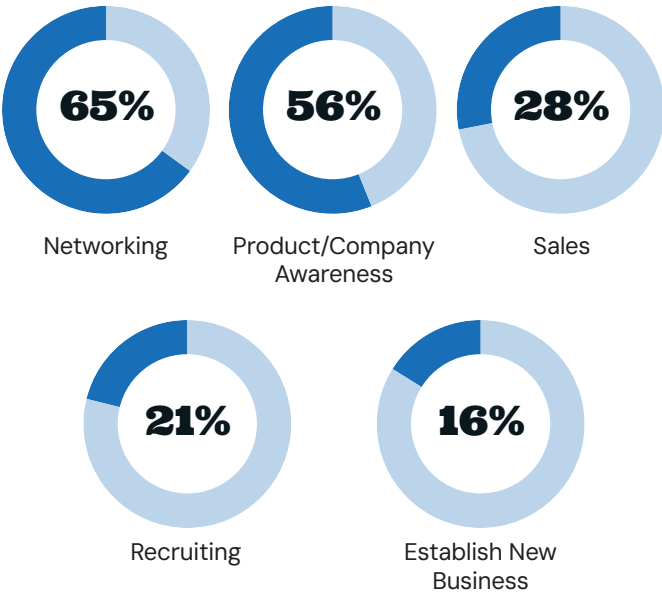 65%
56%
28%
Networking
Product/Company
Awareness
Sales
21%
16%
Recruiting
Establish New
Business